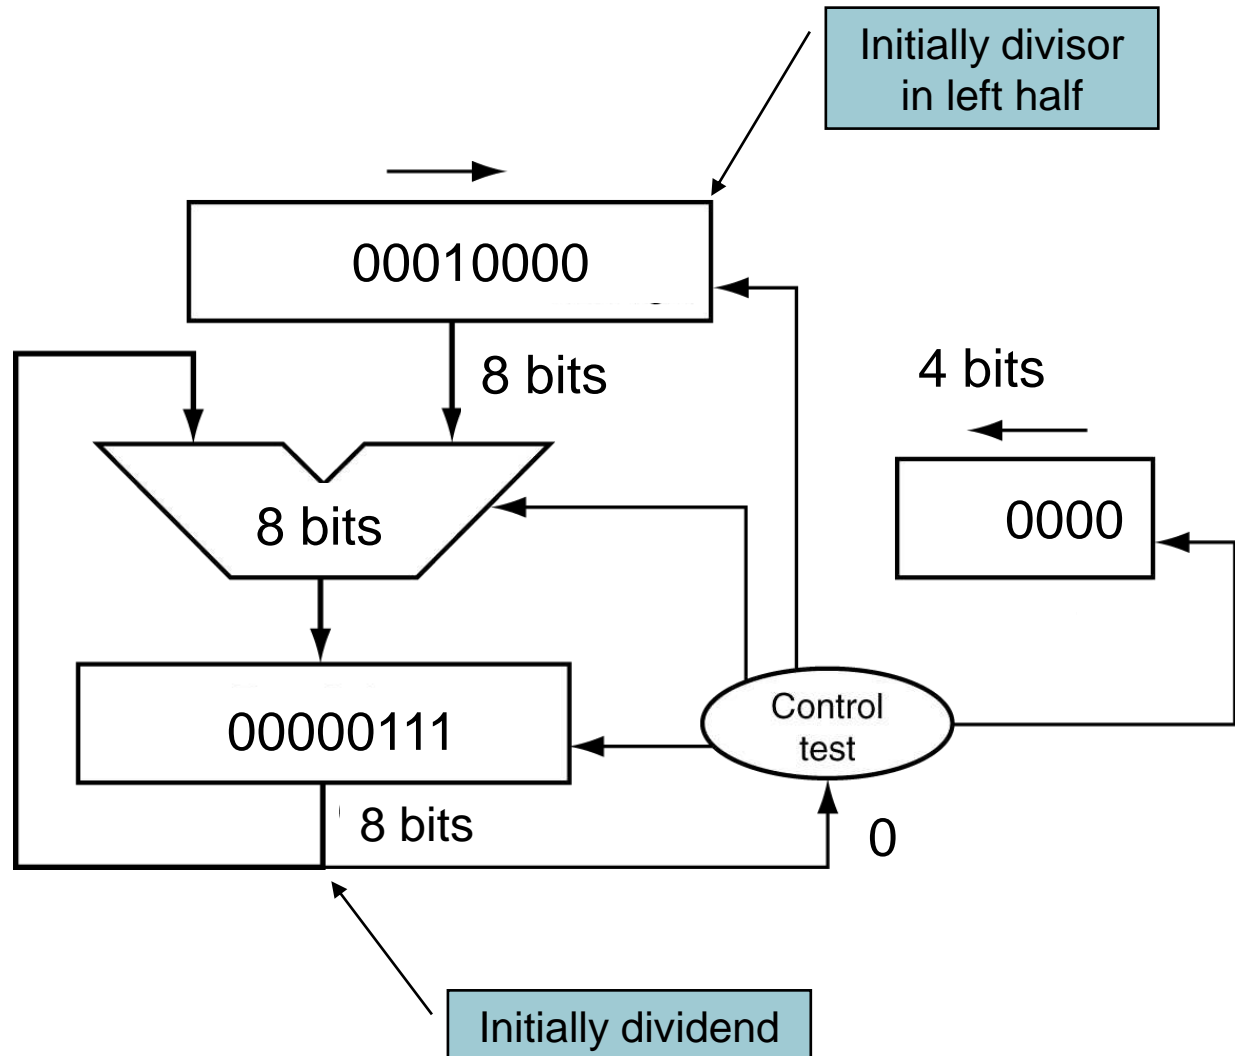 Initially divisor
in left half
00010000
8 bits
4 bits
8 bits
0000
00000111
Control
test
8 bits
0
Initially dividend